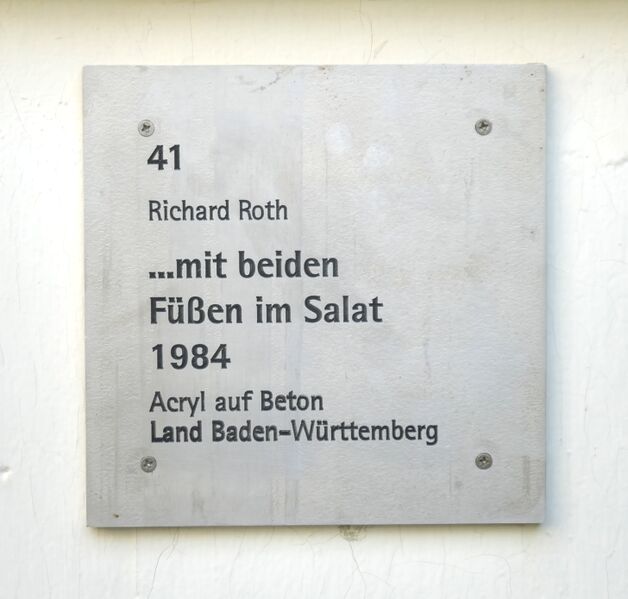 41
Richard Roth
...mit beiden
Füßen im Salat
1984
Acryl auf Beton
Land Baden-Württemberg